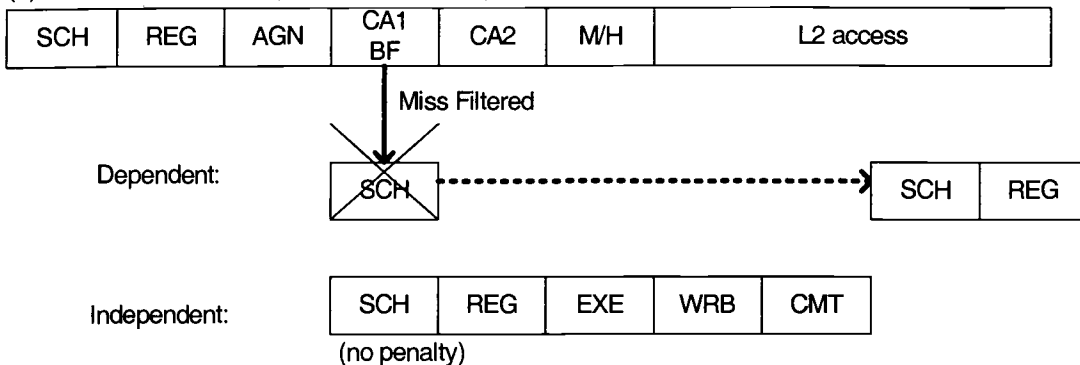 SCH REG AGN CA1 BF CA2 M/H L2 access
Miss Filtered
Dependent: SCH SCH REG
Independent: SCH REG EXE WRB CMT
(no penalty)